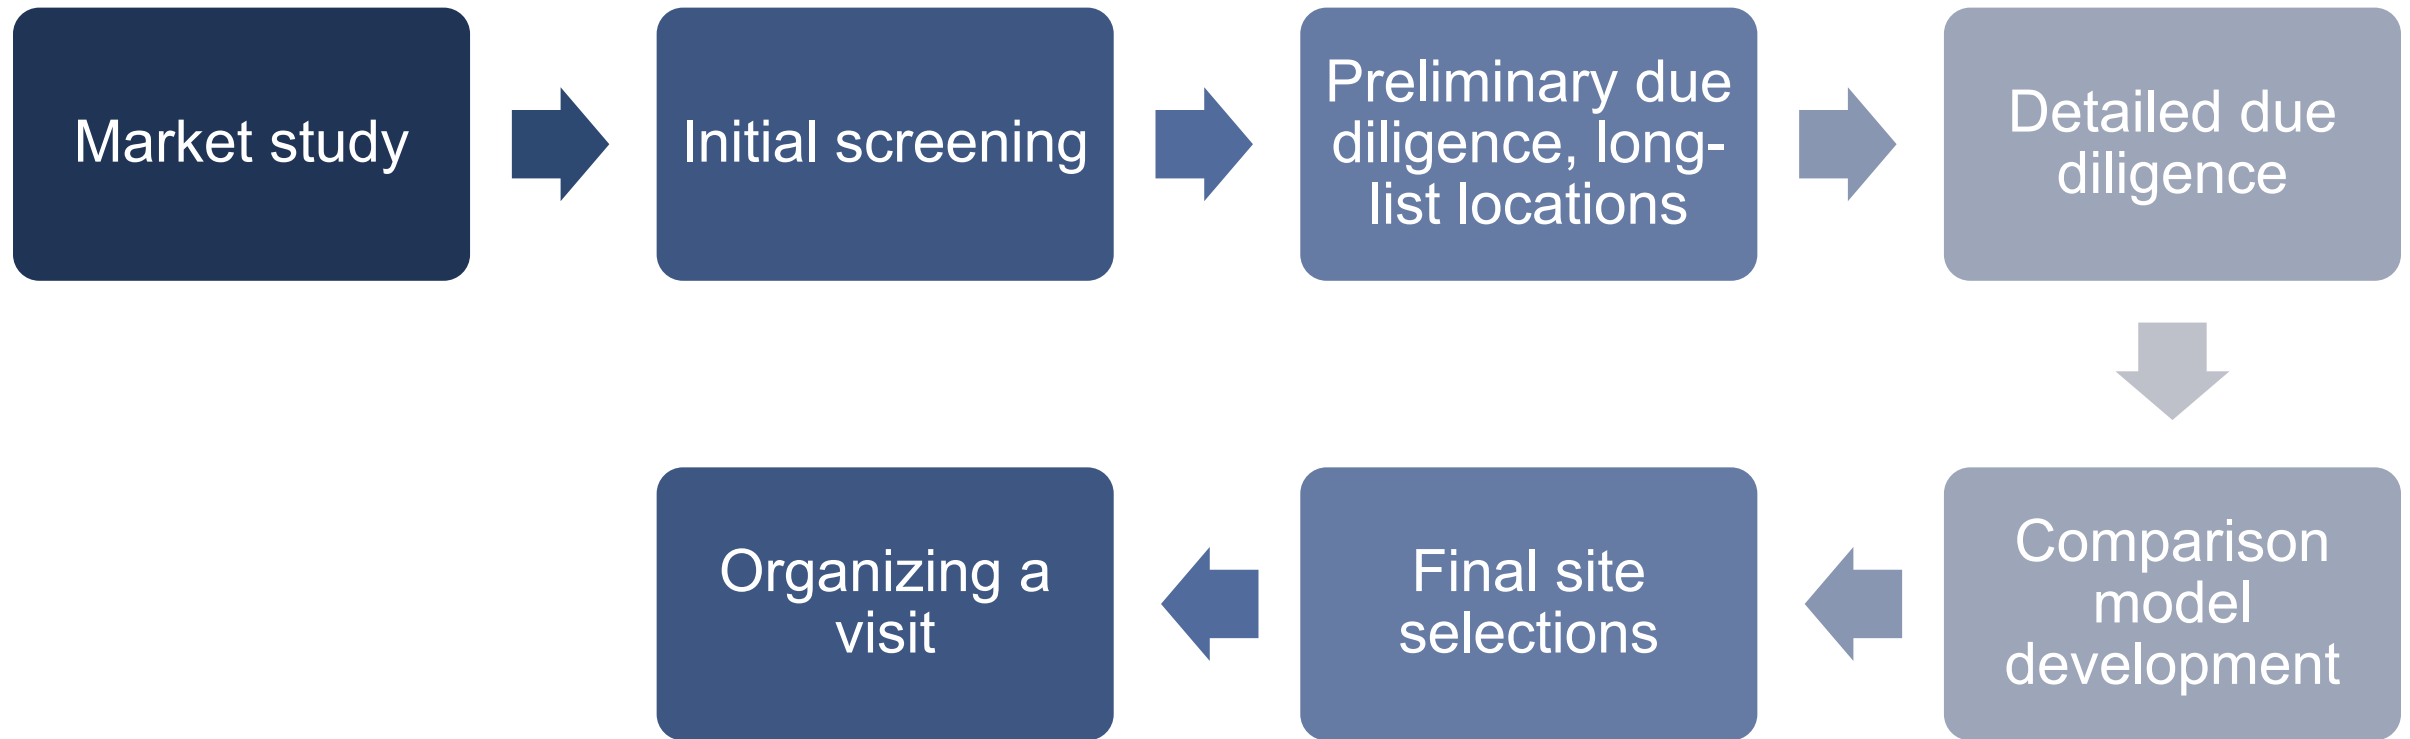 Market study
Initial screening
Preliminary due
diligence, long-
list locations
Detailed due
diligence
Comparison
model
development
Final site
selections
Organizing a
visit